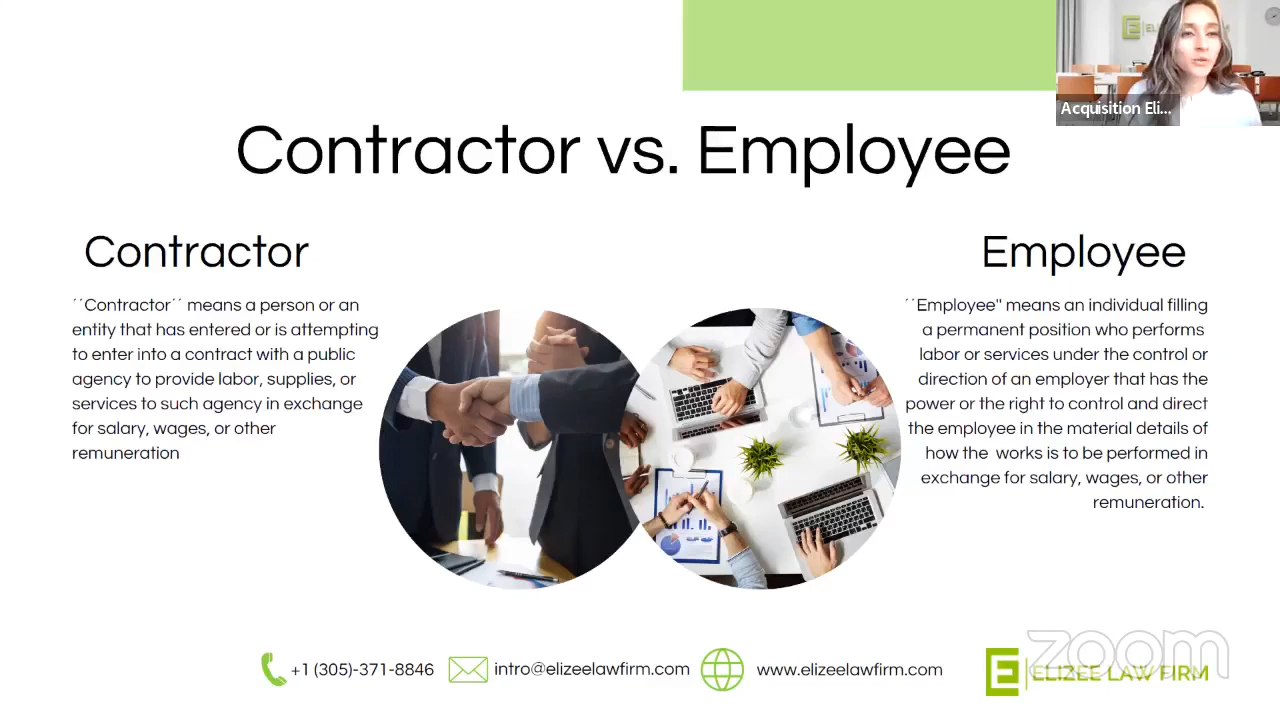 Acquisition Eli...
Contractor vs. Employee
Contractor
´´Contractor´´ means a person or an
entity that has entered or is attempting
to enter into a contract with a public
agency to provide labor, supplies, or
services to such agency in exchange
for salary, wages, or other
remuneration
Employee
´´Employee" means an individual filling
a permanent position who performs
labor or services under the control or
direction of an employer that has the
power or the right to control and direct
the employee in the material details of
how the works is to be performed in
exchange for salary, wages, or other
remuneration.
+1 (305)-371-8846
intro@elizeelawfirm.com
www.elizeelawfirm.com
zoom
E ELIZEE LAW FIRM